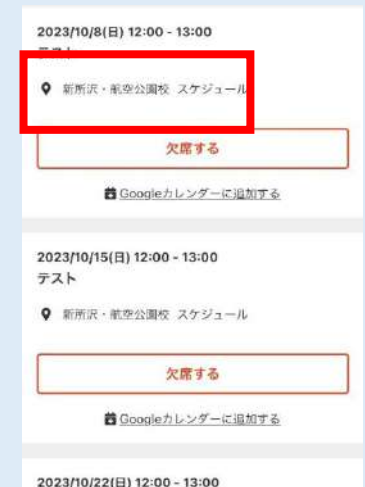 2023/10/8(日) 12:00 - 13:00
テスト
新所沢・航空公園校 スケジュール
欠席する
Googleカレンダーに追加する
2023/10/15(日) 12:00 - 13:00
テスト
新所沢・航空公園校 スケジュール
欠席する
Googleカレンダーに追加する
2023/10/22(日) 12:00 - 13:00